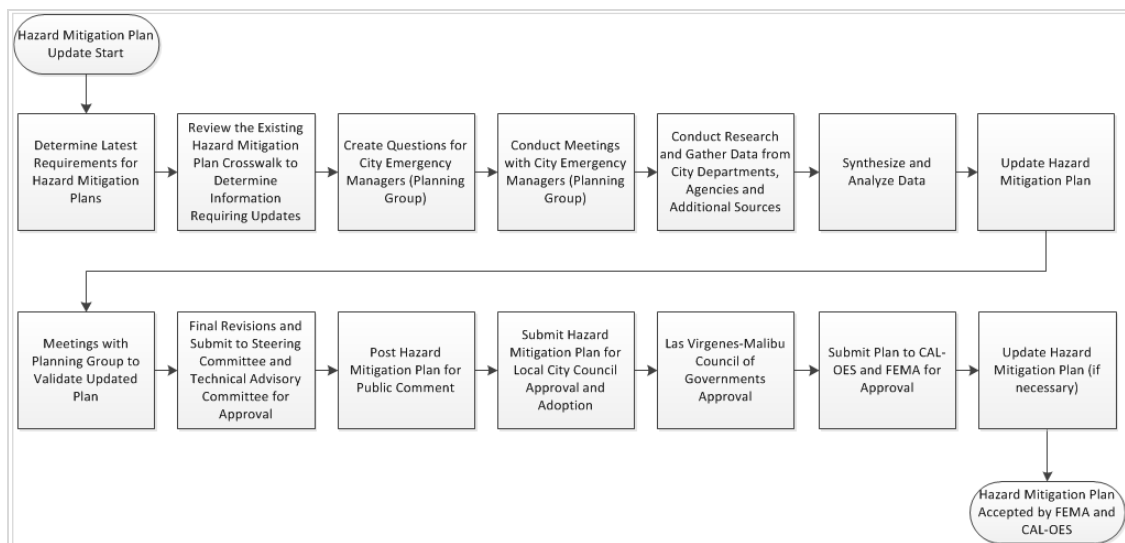 Hazard Mitigation Plan
Update Start
Determine Latest
Requirements for
Hazard Mitigation
Plans
Review the Existing
Hazard Mitigation
Plan Crosswalk to
Determine
Information
Requiring Updates
Create Questions for
City Emergency
Managers (Planning
Group)
Conduct Meetings
with City Emergency
Managers (Planning
Group)
Conduct Research
and Gather Data from
City Departments,
Agencies and
Additional Sources
Synthesize and
Analyze Data
Update Hazard
Mitigation Plan
Meetings with
Planning Group to
Validate Updated
Plan
Final Revisions and
Submit to Steering
Committee and
Technical Advisory
Committee for
Approval
Post Hazard
Mitigation Plan for
Public Comment
Submit Hazard
Mitigation Plan for
Local City Council
Approval and
Adoption
Las Virgenes-Malibu
Council of
Governments
Approval
Submit Plan to CAL-
OES and FEMA for
Approval
Update Hazard
Mitigation Plan (if
necessary)
Hazard Mitigation Plan
Accepted by FEMA and
CAL-OES